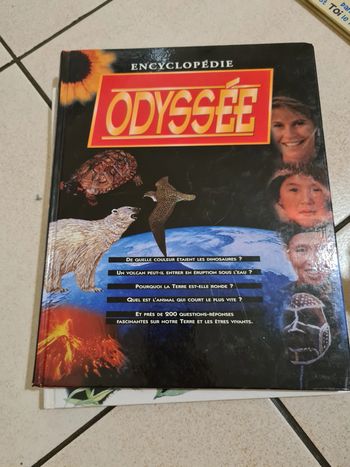 ENCYCLOPÉDIE
ODYSSÉE
DE QUELLE COULEUR ÉTAIENT LES DINOSAURES ?
UN VOLCAN PEUT-IL ENTRER EN ÉRUPTION SOUS L'EAU ?
POURQUOI LA TERRE EST-ELLE RONDE ?
QUEL EST L'ANIMAL QUI COURT LE PLUS VITE ?
ET PRÈS DE 200 QUESTIONS-RÉPONSES
FASCINANTES SUR NOTRE TERRE ET LES ÊTRES VIVANTS.